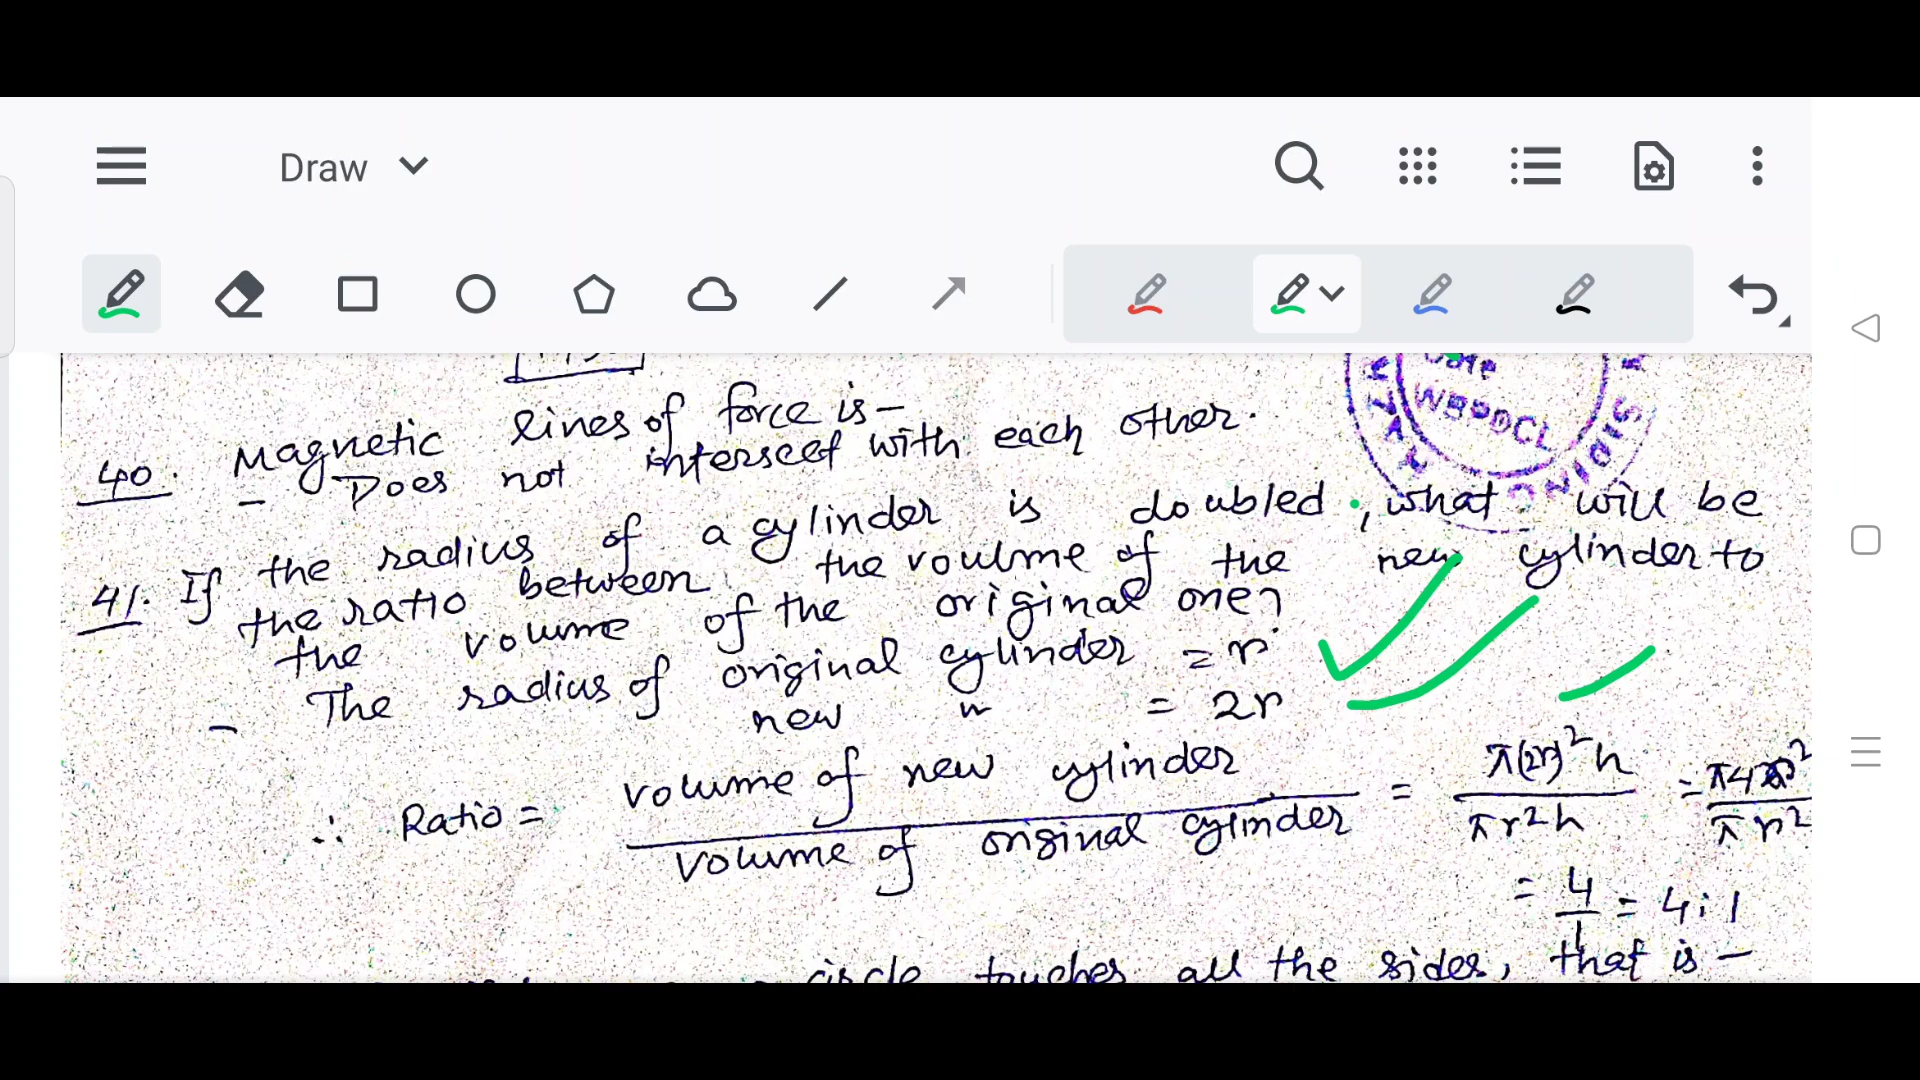 Draw
WBPDCL
40. Magnetic lines of force is -
- Does not intersect with each other.
41. If the radius of a cylinder is doubled, what will be
the ratio between the voulme of the new cylinder to
the volume of the original one?
- The radius of original cylinder = r
new " = 2r
∴ Ratio = volume of new cylinder / volume of original cylinder = π(2r)²h / πr²h = π4r² / πr²
= 4/1 = 4:1
circle touches all the sides, that is -